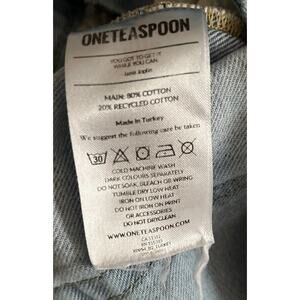 ONETEASPOON
YOU GOT TO GET IT
WHILE YOU CAN
Janis Joplin
MAIN: 80% COTTON
20% RECYCLED COTTON
Made in Turkey
We suggest the following care be taken
30
COLD MACHINE WASH
DARK COLOURS SEPARATELY
DO NOT SOAK, BLEACH OR WRING
TUMBLE DRY LOW HEAT
IRON ON LOW HEAT
DO NOT IRON ON PRINT
OR ACCESSORIES
DO NOT DRYCLEAN
WWW.ONETEASPOON.COM